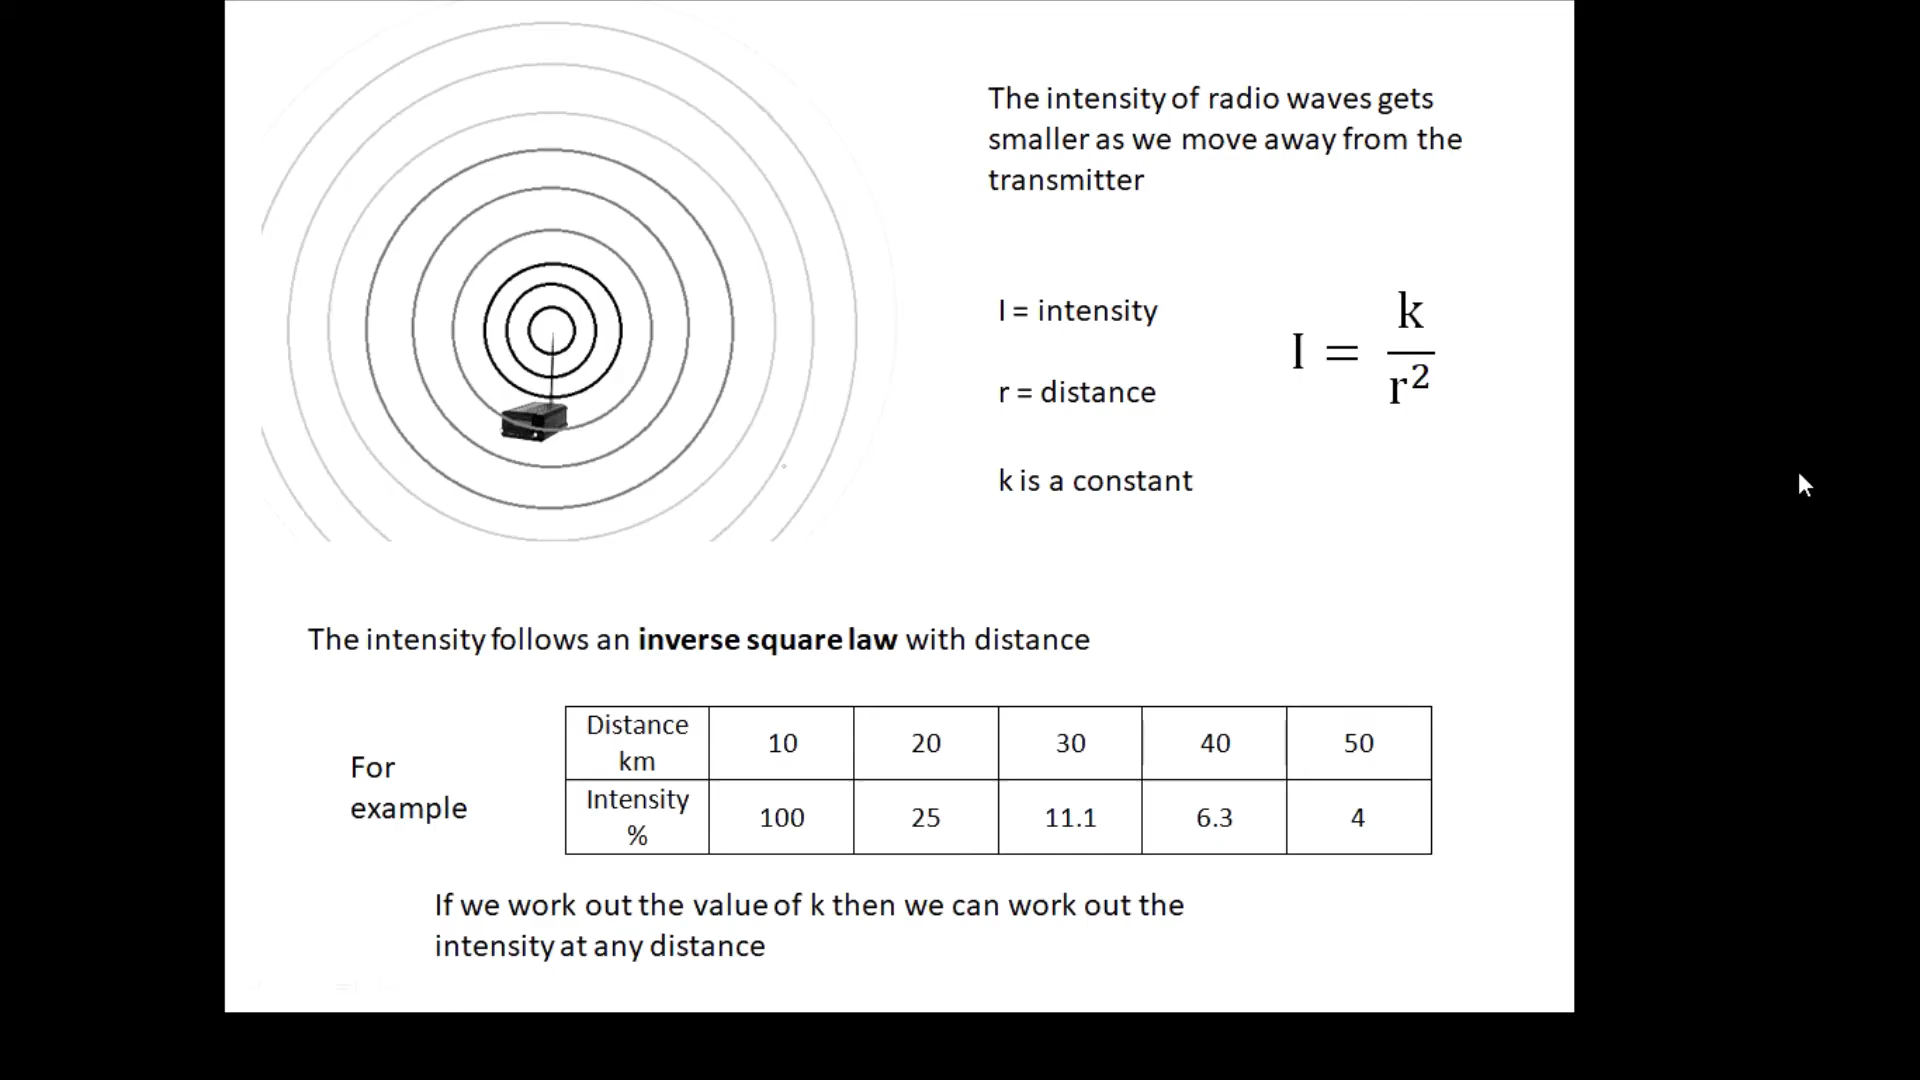 The intensity of radio waves gets
smaller as we move away from the
transmitter
I = intensity
r = distance
k is a constant
I = k/r²
The intensity follows an inverse square law with distance
For
example
Distance km 10 20 30 40 50
Intensity % 100 25 11.1 6.3 4
If we work out the value of k then we can work out the
intensity at any distance